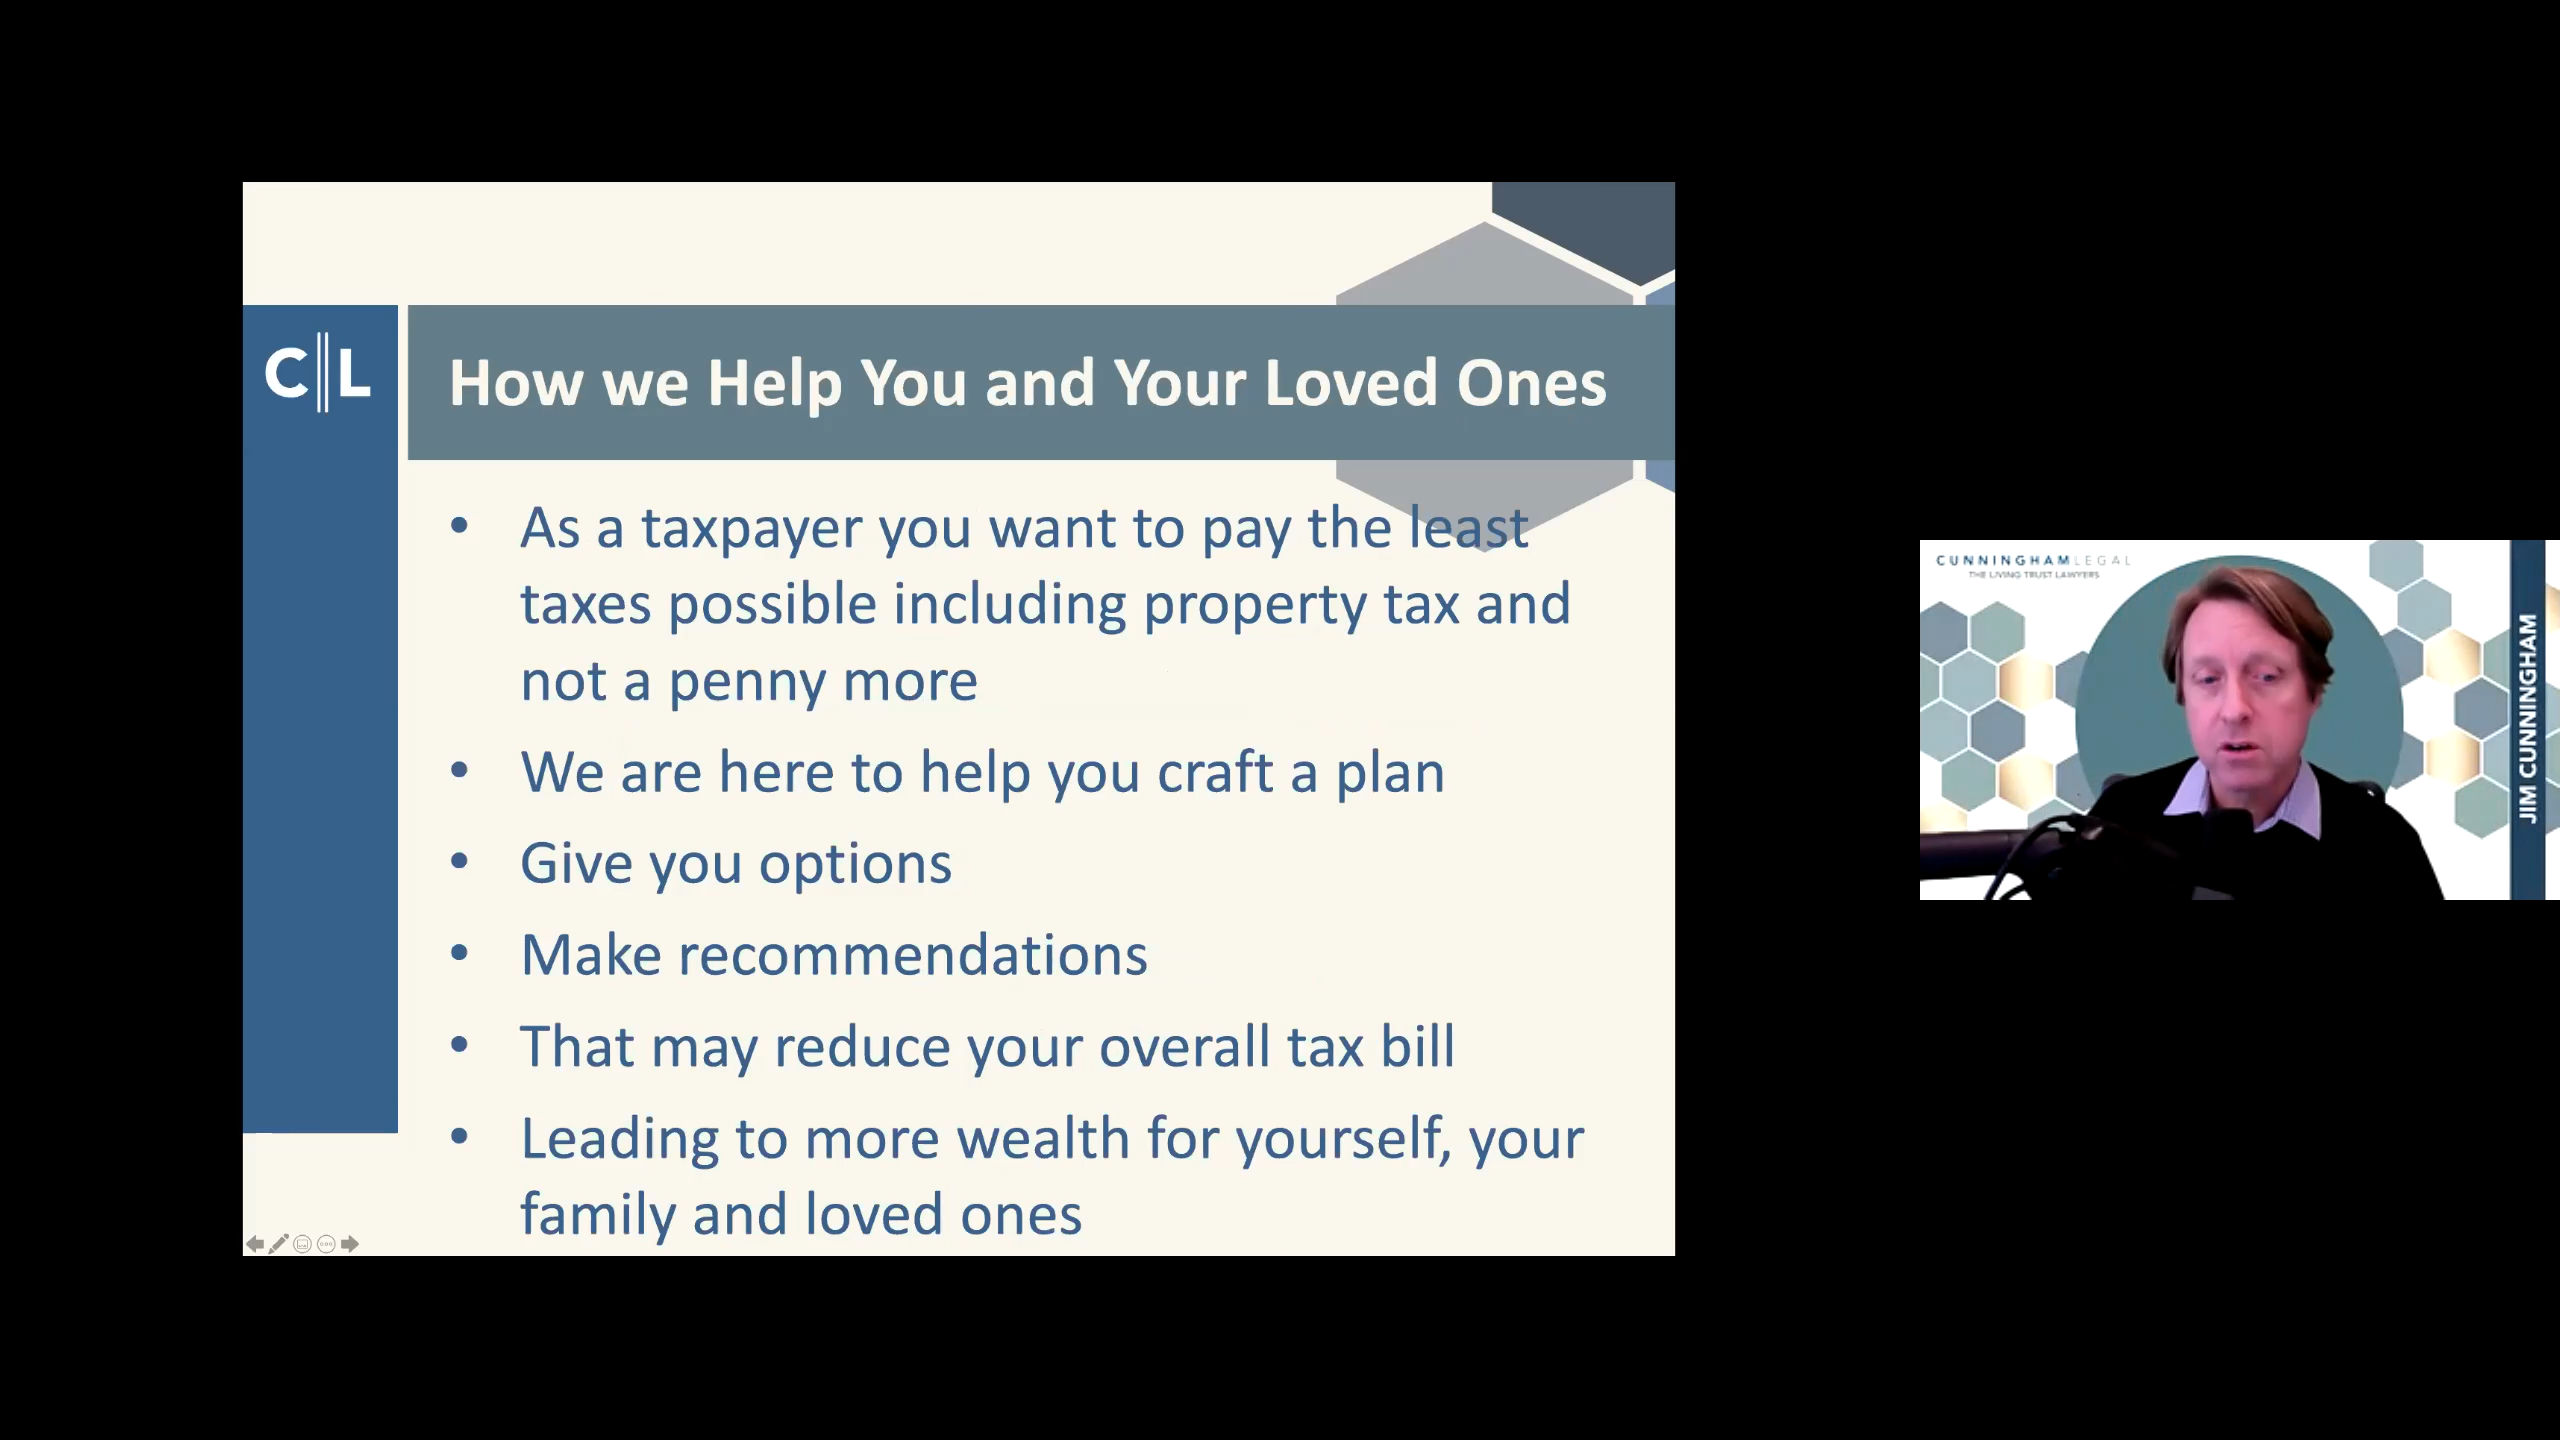 C L
How we Help You and Your Loved Ones
• As a taxpayer you want to pay the least
taxes possible including property tax and
not a penny more
• We are here to help you craft a plan
• Give you options
• Make recommendations
• That may reduce your overall tax bill
• Leading to more wealth for yourself, your
family and loved ones
CUNNINGHAMLEGAL
THE LIVING TRUST LAWYERS
JIM CUNNINGHAM